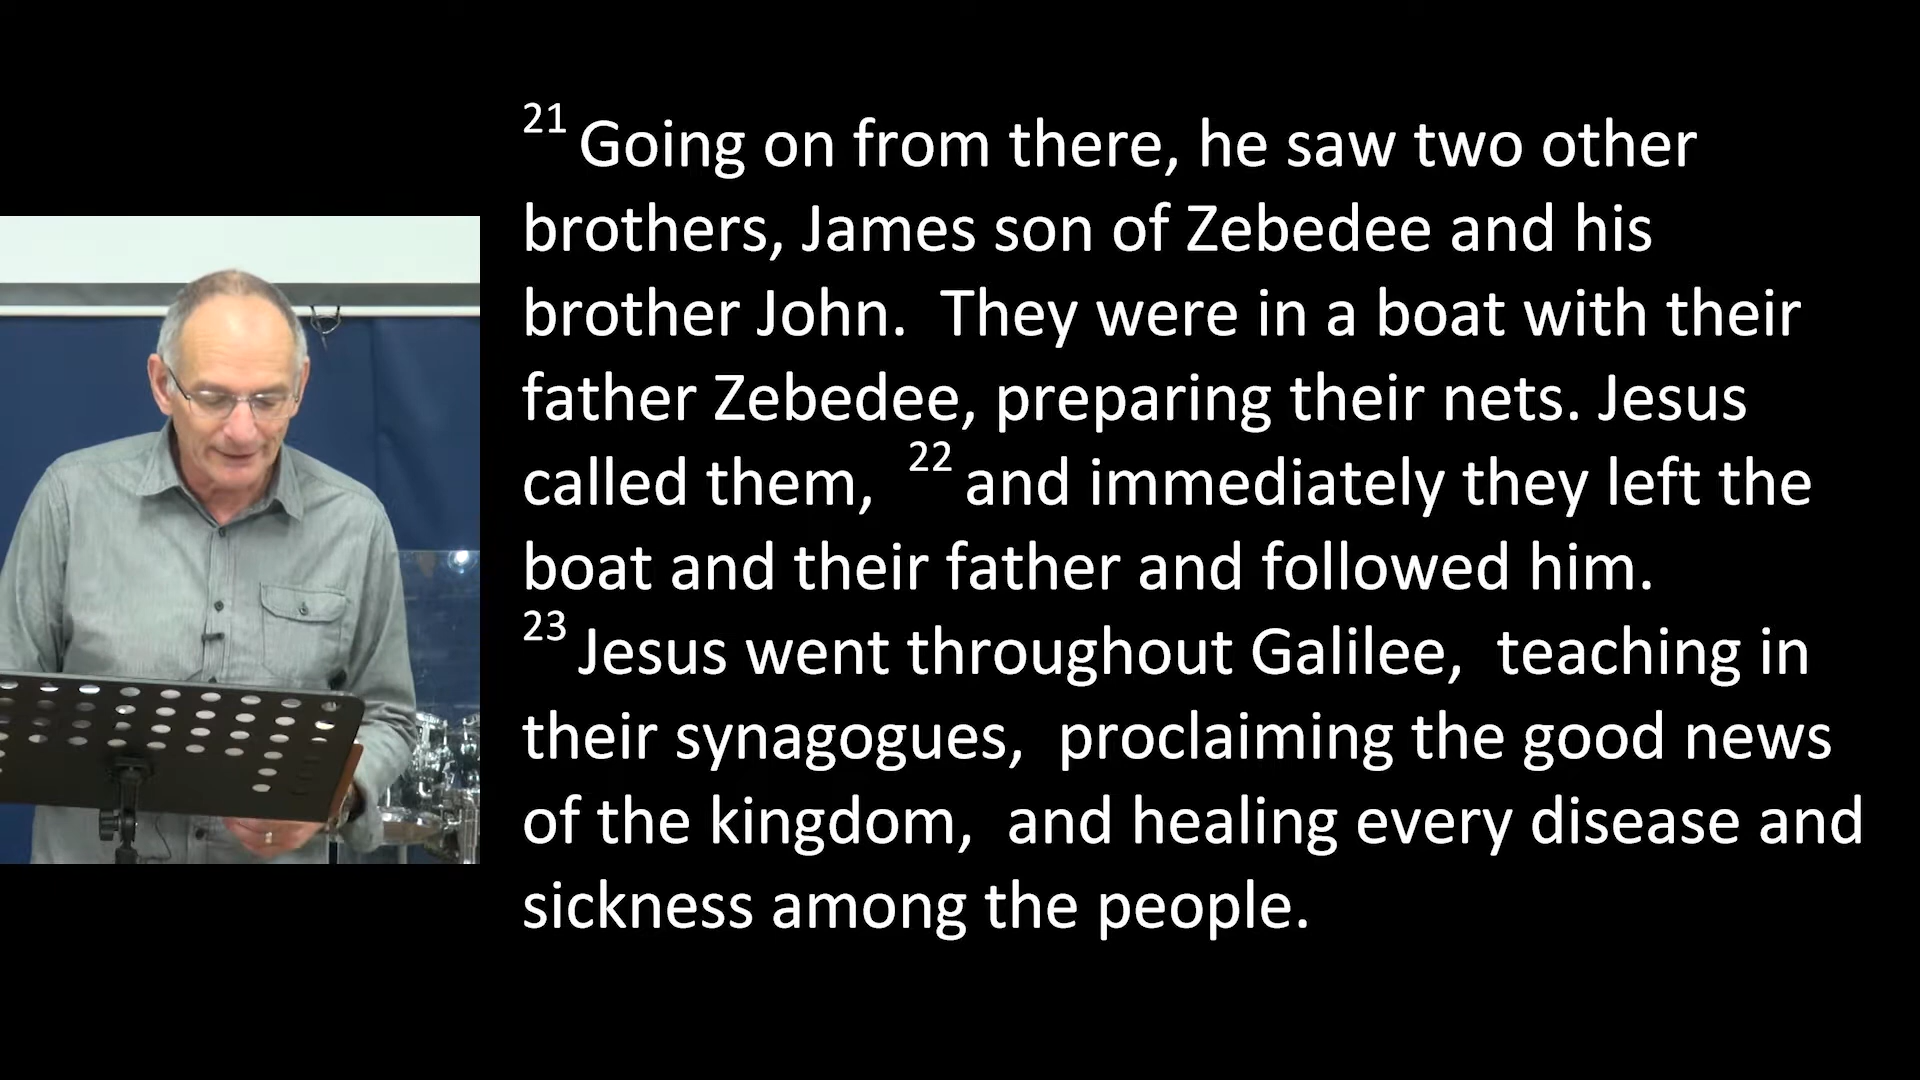 21 Going on from there, he saw two other
brothers, James son of Zebedee and his
brother John.  They were in a boat with their
father Zebedee, preparing their nets. Jesus
called them,  22 and immediately they left the
boat and their father and followed him.
23 Jesus went throughout Galilee,  teaching in
their synagogues,  proclaiming the good news
of the kingdom,  and healing every disease and
sickness among the people.